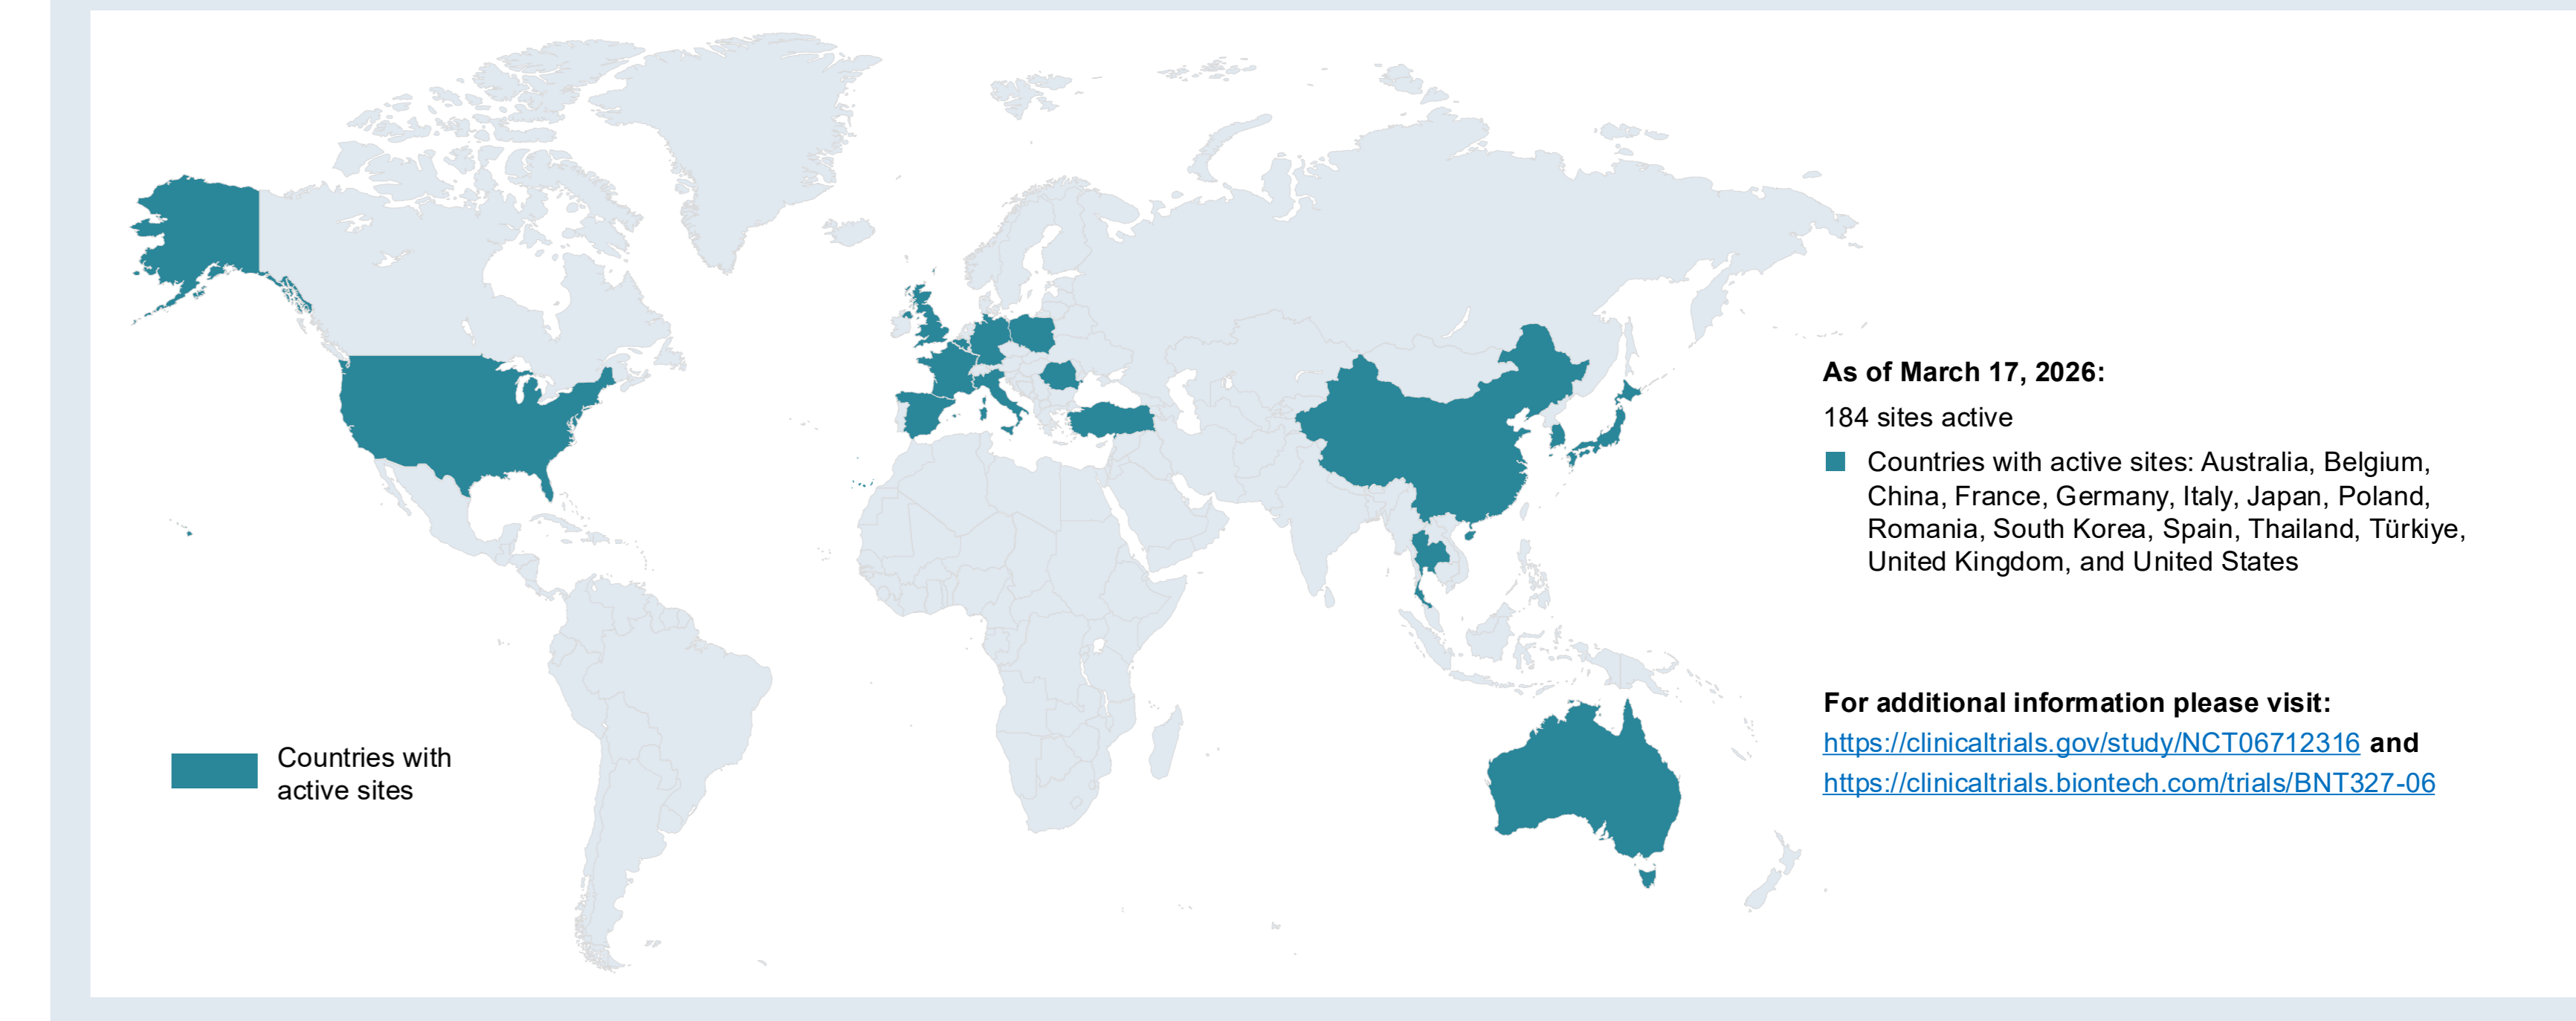 As of March 17, 2026:
184 sites active
Countries with active sites: Australia, Belgium,
China, France, Germany, Italy, Japan, Poland,
Romania, South Korea, Spain, Thailand, Türkiye,
United Kingdom, and United States
For additional information please visit:
https://clinicaltrials.gov/study/NCT06712316 and
https://clinicaltrials.biontech.com/trials/BNT327-06
Countries with
active sites